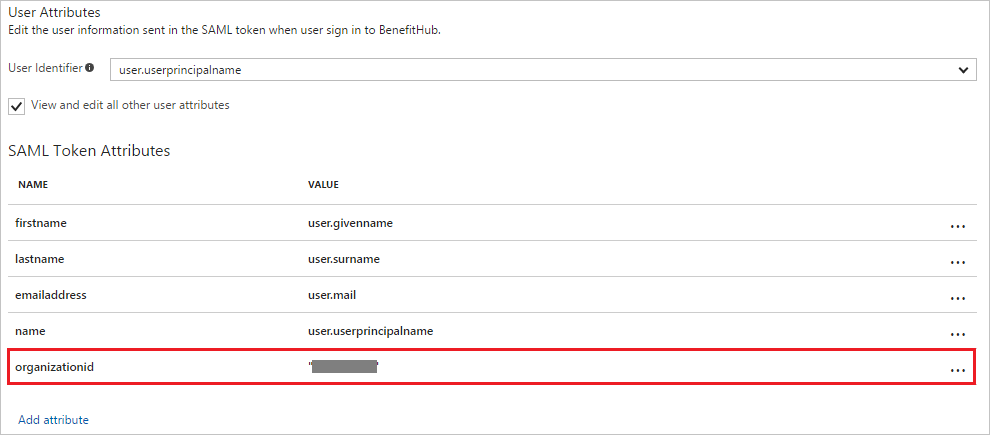 User Attributes
Edit the user information sent in the SAML token when user sign in to BenefitHub.
User Identifier
user.userprincipalname
View and edit all other user attributes
SAML Token Attributes
NAME VALUE
firstname user.givenname ...
lastname user.surname ...
emailaddress user.mail ...
name user.userprincipalname ...
organizationid " " ...
Add attribute